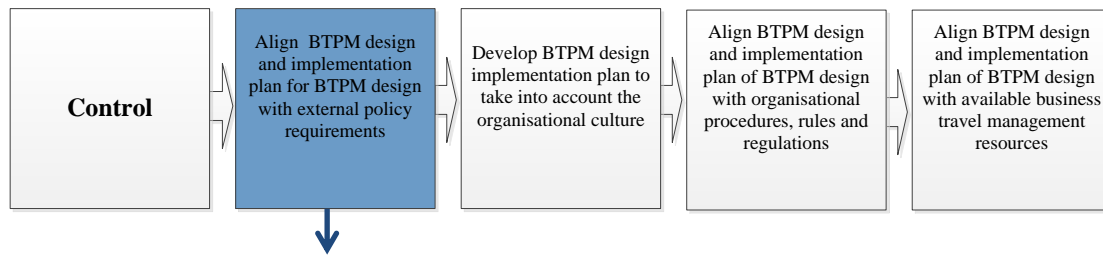 Control
Align BTPM design
and implementation
plan for BTPM design
with external policy
requirements
Develop BTPM design
implementation plan to
take into account the
organisational culture
Align BTPM design
and implementation
plan of BTPM design
with organisational
procedures, rules and
regulations
Align BTPM design
and implementation
plan of BTPM design
with available business
travel management
resources